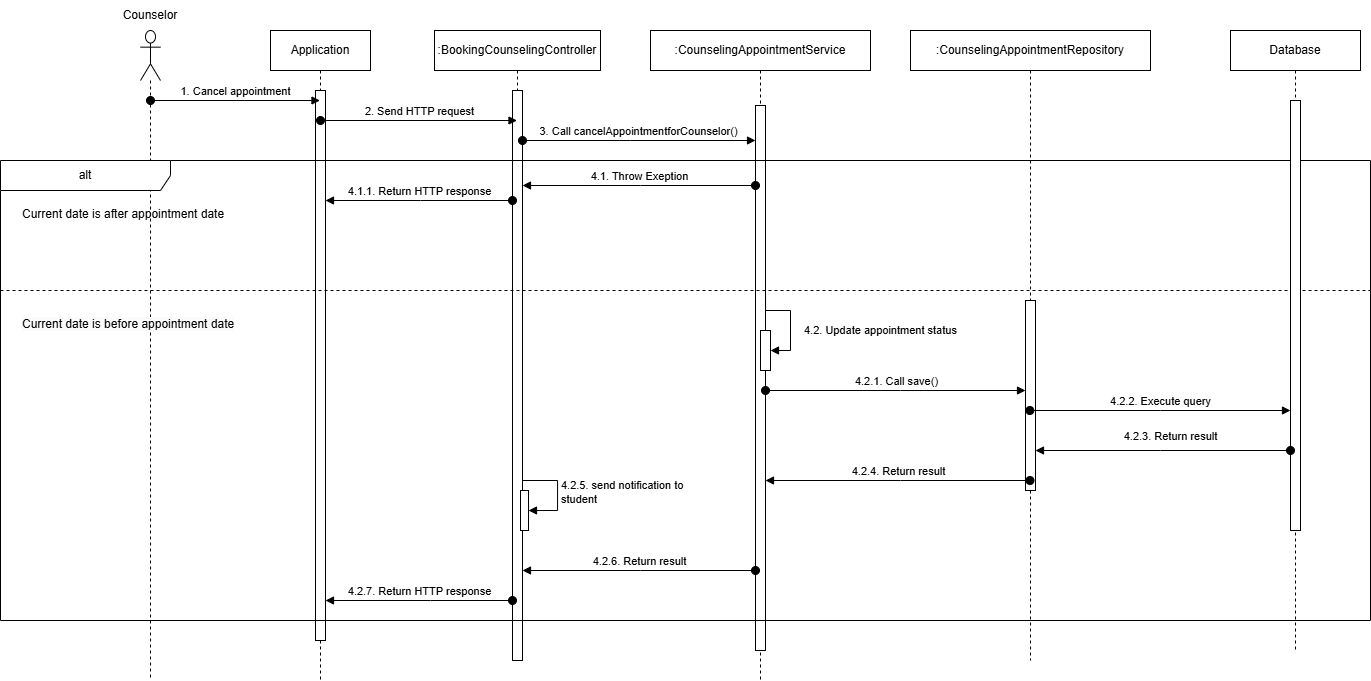 Counselor
Application
:BookingCounselingController
:CounselingAppointmentService
:CounselingAppointmentRepository
Database
1. Cancel appointment
2. Send HTTP request
3. Call cancelAppointmentforCounselor()
alt
4.1. Throw Exeption
4.1.1. Return HTTP response
Current date is after appointment date
Current date is before appointment date
4.2. Update appointment status
4.2.1. Call save()
4.2.2. Execute query
4.2.3. Return result
4.2.4. Return result
4.2.5. send notification to
student
4.2.6. Return result
4.2.7. Return HTTP response